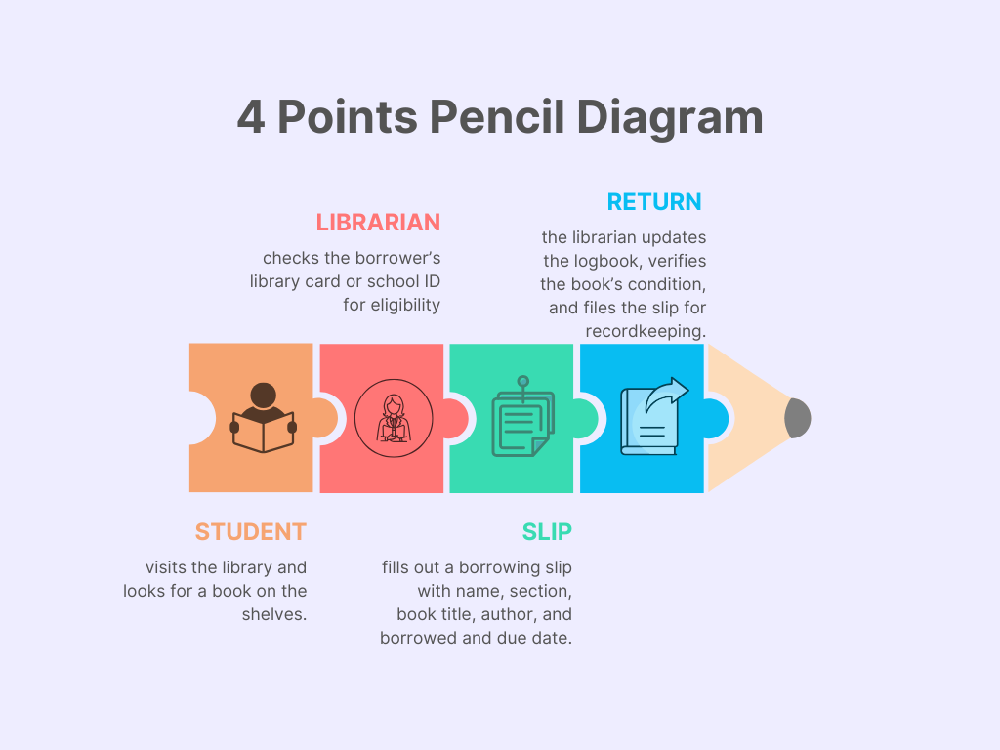 4 Points Pencil Diagram
LIBRARIAN
checks the borrower’s
library card or school ID
for eligibility
RETURN
the librarian updates
the logbook, verifies
the book’s condition,
and files the slip for
recordkeeping.
STUDENT
visits the library and
looks for a book on the
shelves.
SLIP
fills out a borrowing slip
with name, section,
book title, author, and
borrowed and due date.